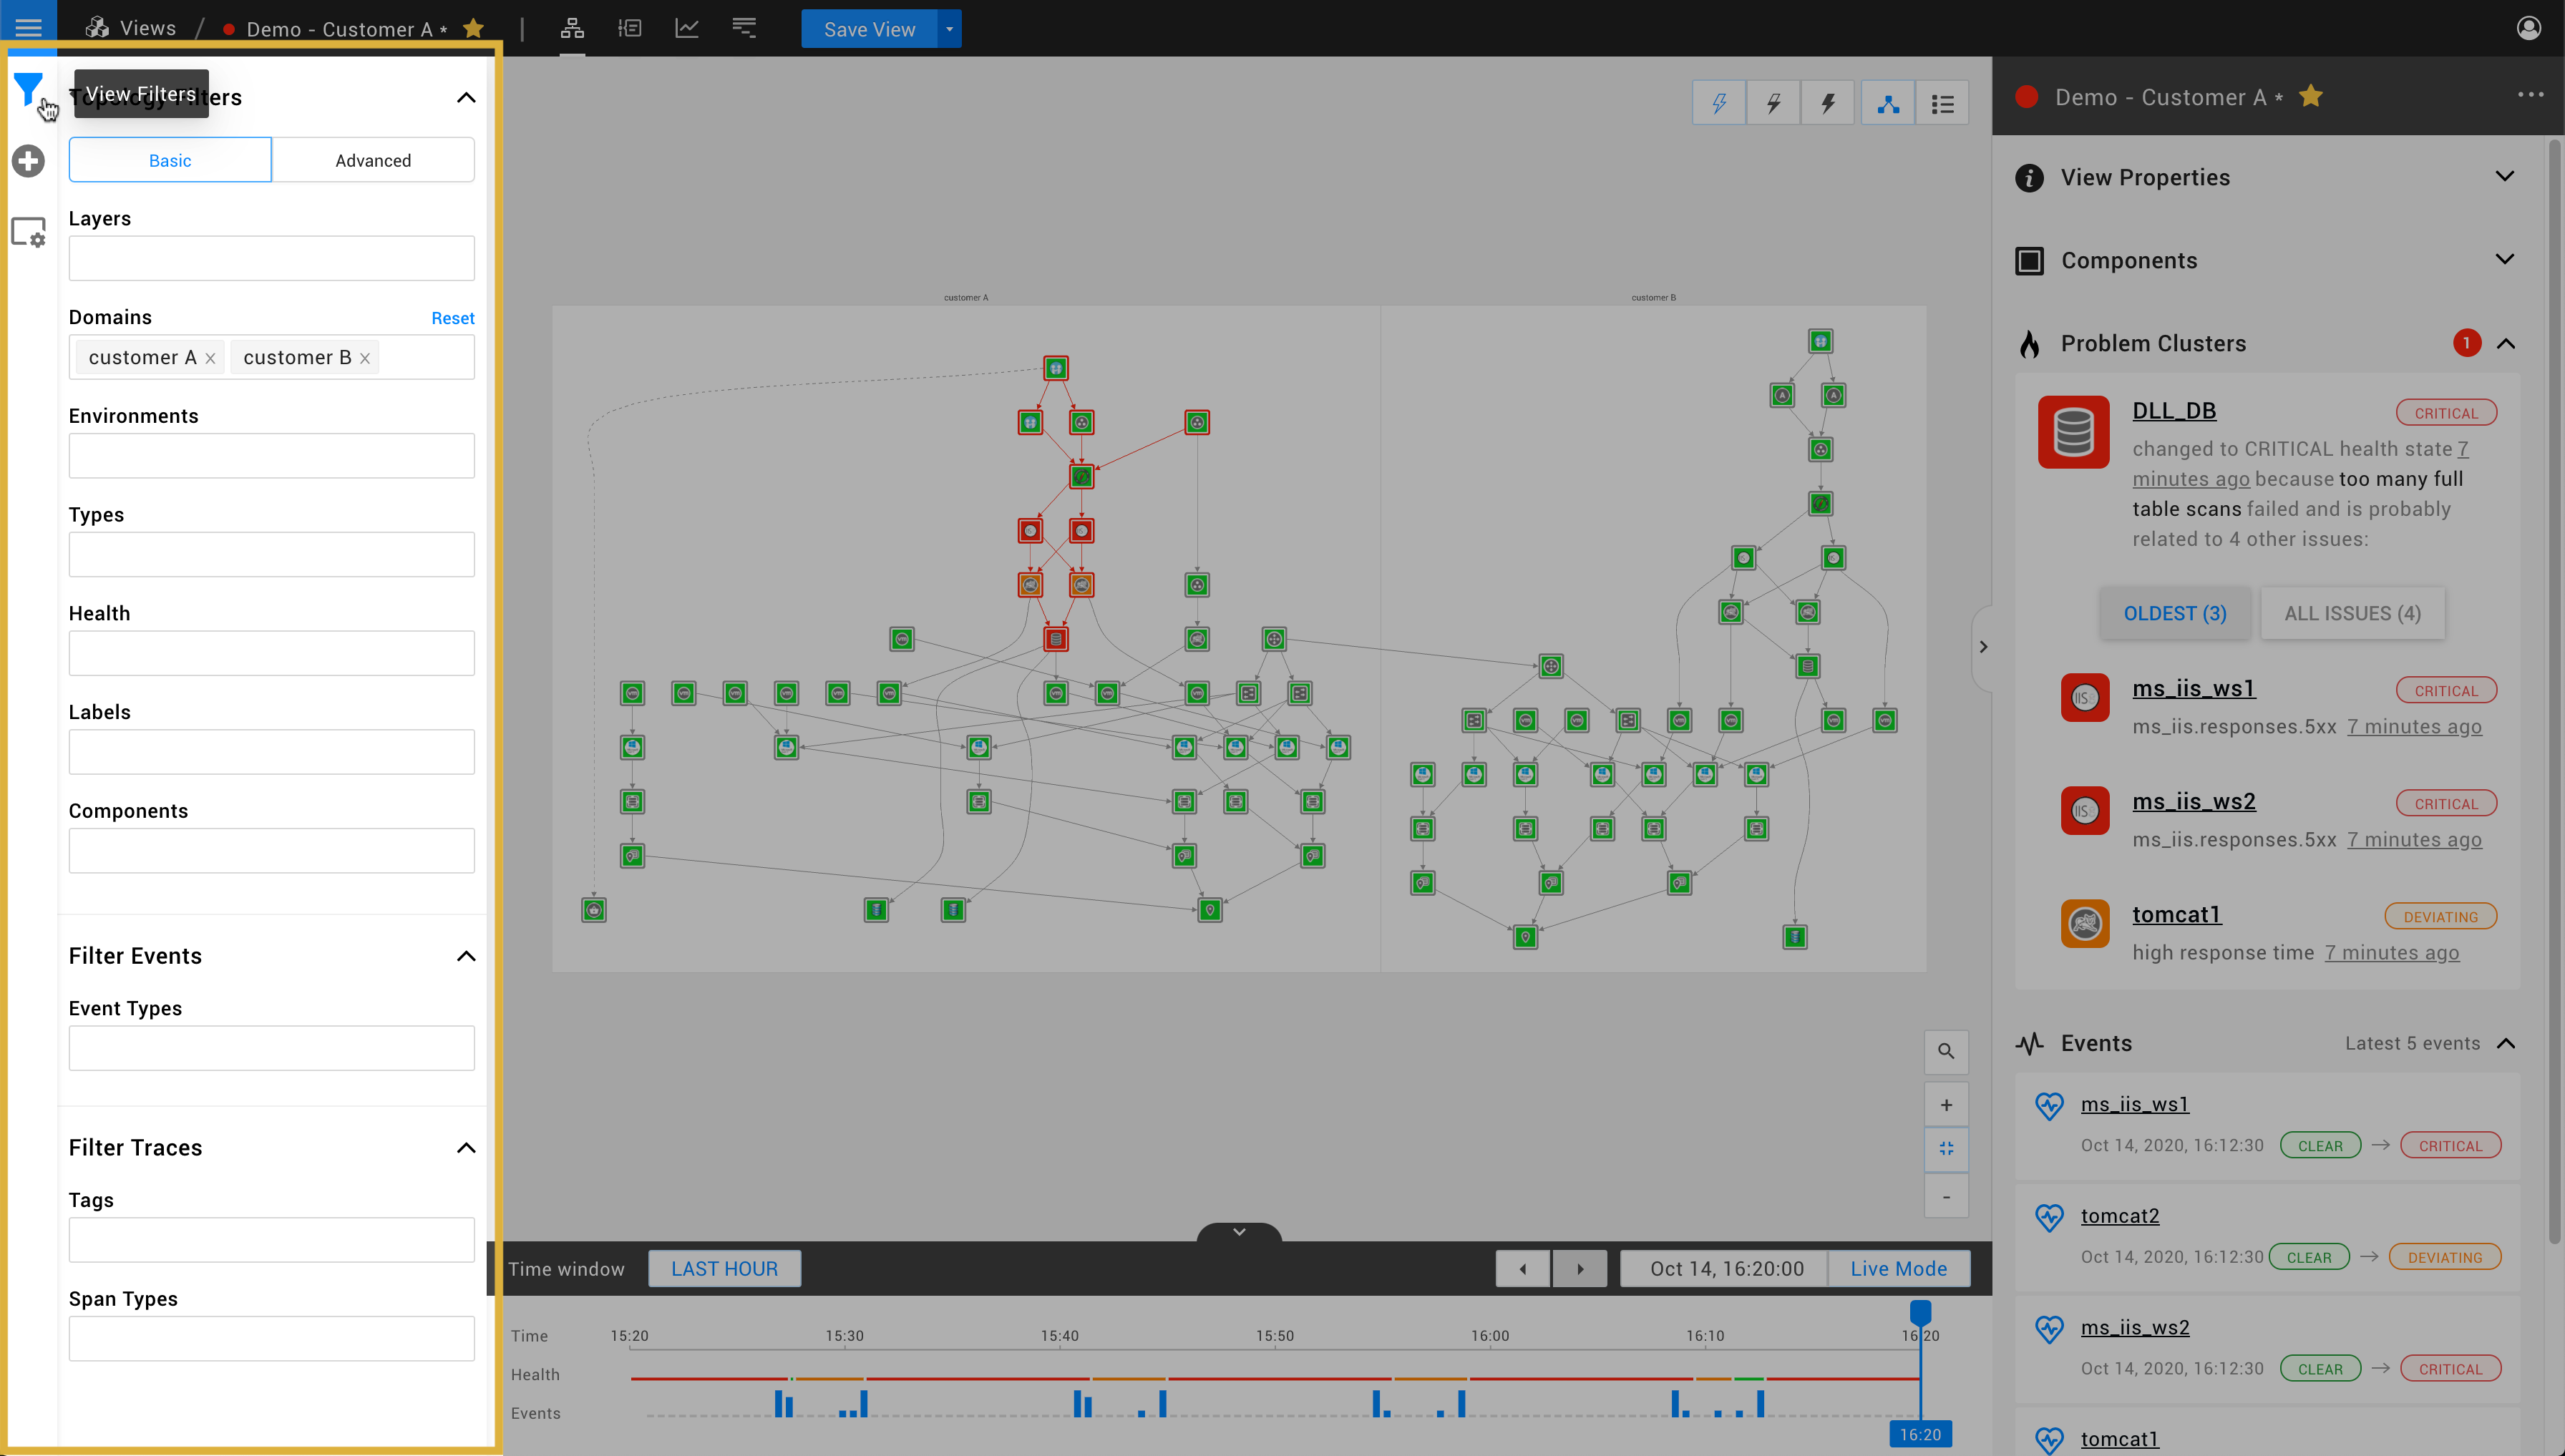 Views / Demo - Customer A * | Save View
View Filters
Topology Filters
Basic Advanced
Layers
Domains Reset
customer A x customer B x
Environments
Types
Health
Labels
Components
Filter Events
Event Types
Filter Traces
Tags
Span Types
customer A customer B
Time window LAST HOUR Oct 14, 16:20:00 Live Mode
Time 15:20 15:30 15:40 15:50 16:00 16:10 16:20
Health
Events
16:20
Demo - Customer A *
View Properties
Components
Problem Clusters 1
DLL_DB CRITICAL
changed to CRITICAL health state 7
minutes ago because too many full
table scans failed and is probably
related to 4 other issues:
OLDEST (3) ALL ISSUES (4)
ms_iis_ws1 CRITICAL
ms_iis.responses.5xx 7 minutes ago
ms_iis_ws2 CRITICAL
ms_iis.responses.5xx 7 minutes ago
tomcat1 DEVIATING
high response time 7 minutes ago
Events Latest 5 events
ms_iis_ws1
Oct 14, 2020, 16:12:30 CLEAR → CRITICAL
tomcat2
Oct 14, 2020, 16:12:30 CLEAR → DEVIATING
ms_iis_ws2
Oct 14, 2020, 16:12:30 CLEAR → CRITICAL
tomcat1